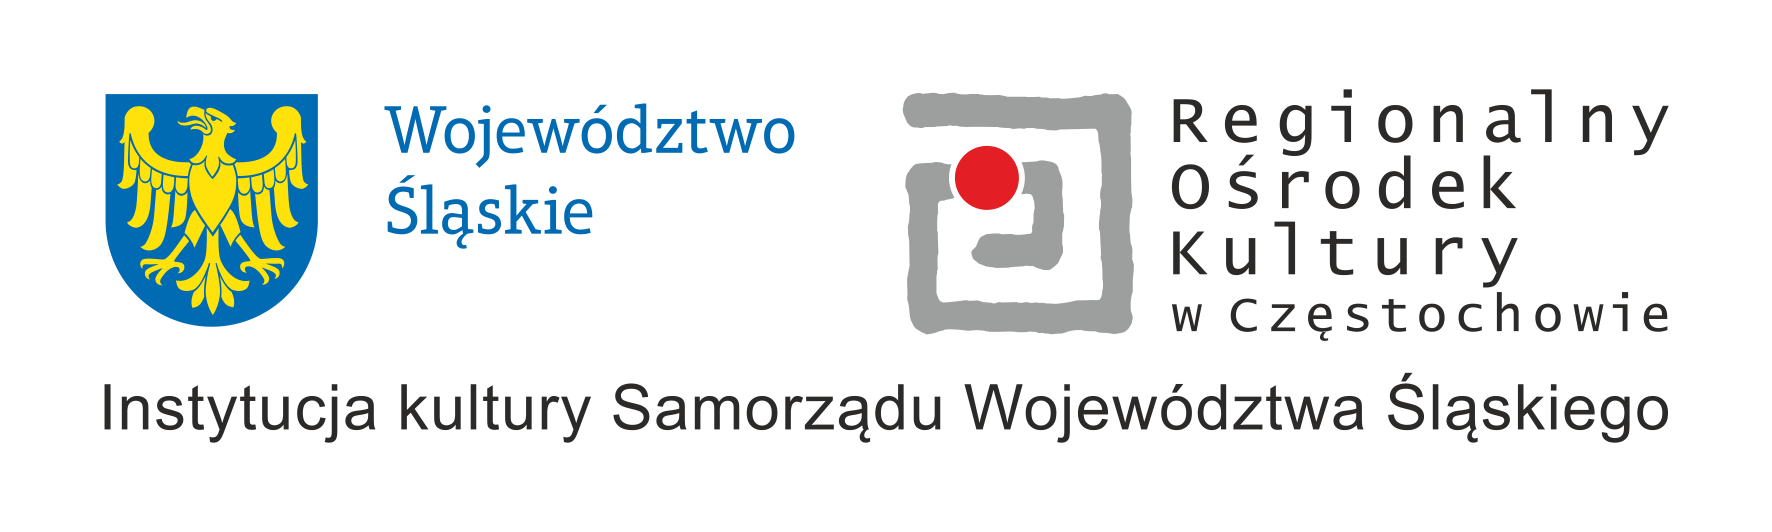 Województwo
Śląskie
Regionalny
Ośrodek
Kultury
w Częstochowie
Instytucja kultury Samorządu Województwa Śląskiego